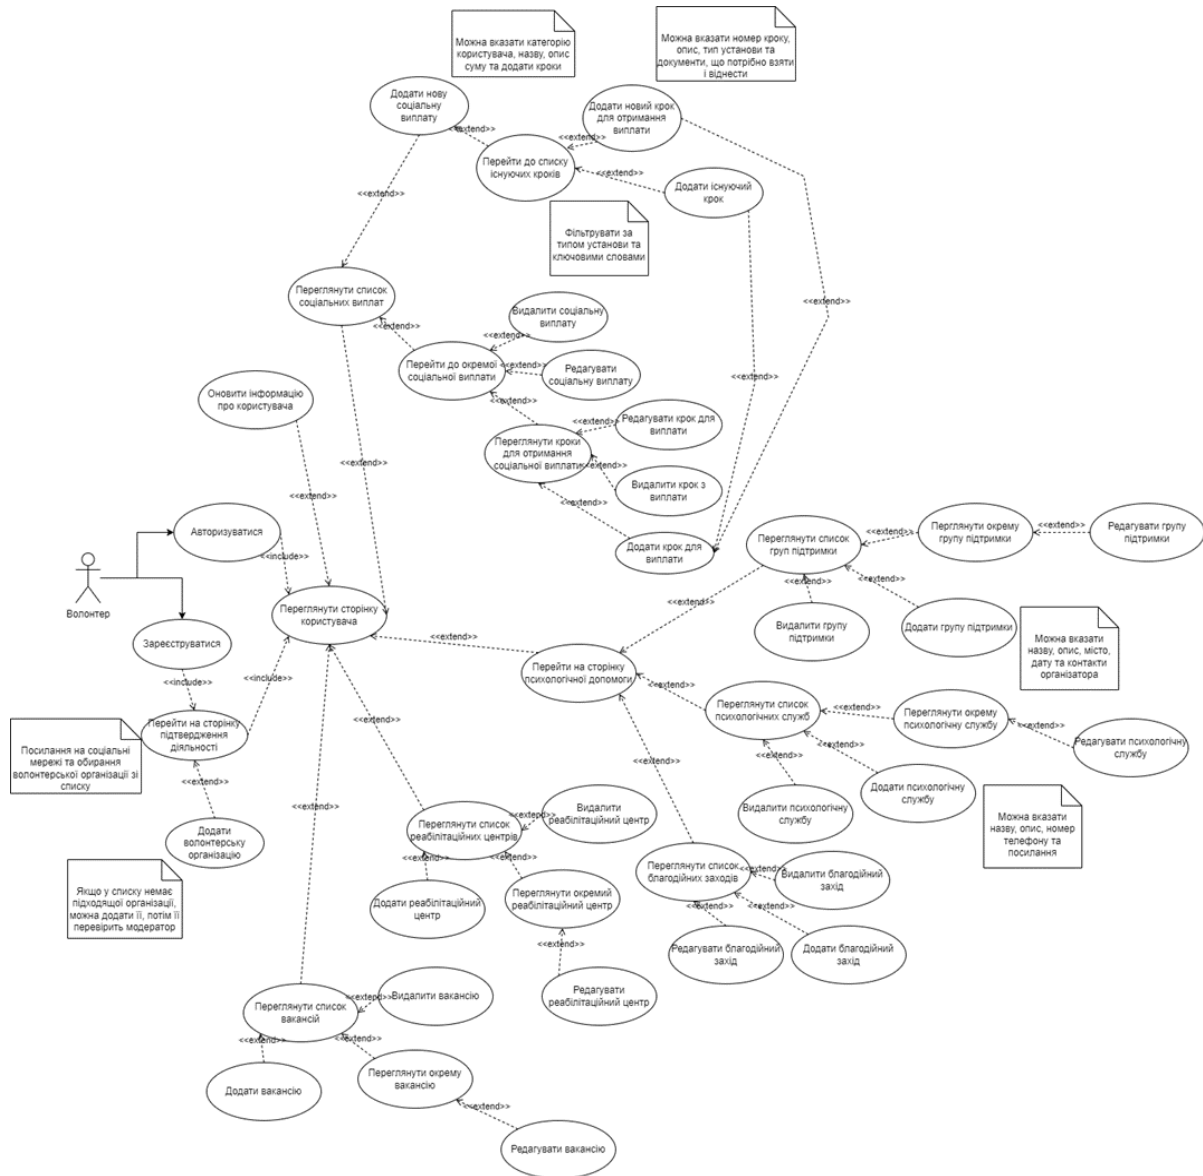 Можна вказати категорію
користувача, назву, опис
суму та додати кроки
Можна вказати номер кроку,
опис, тип установи та
документи, що потрібно взяти
і віднести
Додати нову
соціальну
виплату
<<extend>>
Додати новий крок
для отримання
виплати
<<extend>>
Перейти до списку
існуючих кроків
<<extend>>
Додати існуючий
крок
<<extend>>
Фільтрувати за
типом установи та
ключовими словами
Переглянути список
соціальних виплат
<<extend>>
Видалити соціальну
виплату
<<extend>>
<<extend>>
Перейти до окремої
соціальної виплати
<<extend>>
Редагувати
соціальну виплату
<<extend>>
Оновити інформацію
про користувача
<<extend>>
Редагувати крок для
виплати
<<extend>>
Переглянути кроки
для отримання
соціальної виплати
<<extend>>
<<extend>>
Видалити крок з
виплати
<<extend>>
<<extend>>
Додати крок для
виплати
Авторизуватися
<<include>>
Волонтер
Переглянути список
груп підтримки
<<extend>>
Перглянути окрему
групу підтримки
<<extend>>
Редагувати групу
підтримки
<<extend>>
<<extend>>
<<extend>>
Переглянути сторінку
користувача
Зареєструватися
<<include>>
<<include>>
<<extend>>
Видалити групу
підтримки
Додати групу підтримки
Можна вказати
назву, опис, місто,
дату та контакти
організатора
Перейти на сторінку
психологічної допомоги
<<extend>>
Переглянути список
психологічних служб
<<extend>>
Переглянути окрему
психологічну службу
<<extend>>
Редагувати психологічну
службу
Перейти на сторінку
підтвердження
діяльності
Посилання на соціальні
мережі та обирання
волонтерської організації зі
списку
<<extend>>
<<extend>>
<<extend>>
<<extend>>
<<extend>>
Додати психологічну
службу
Видалити психологічну
службу
Можна вказати
назву, опис, номер
телефону та
посилання
Додати
волонтерську
організацію
Якщо у списку немає
підходящої організації,
можна додати її, потім її
перевірить модератор
<<extend>>
Переглянути список
реабілітаційних центрів
<<extend>>
Видалити
реабілітаційний центр
<<extend>>
<<extend>>
Додати реабілітаційний
центр
Переглянути окремий
реабілітаційний центр
<<extend>>
Редагувати
реабілітаційний центр
Переглянути список
благодійних заходів
<<extend>>
Видалити благодійний
захід
<<extend>>
<<extend>>
Редагувати благодійний
захід
Додати благодійний
захід
Переглянути список
вакансій
<<extend>>
Видалити вакансію
<<extend>>
<<extend>>
Додати вакансію
Переглянути окрему
вакансію
<<extend>>
Редагувати вакансію